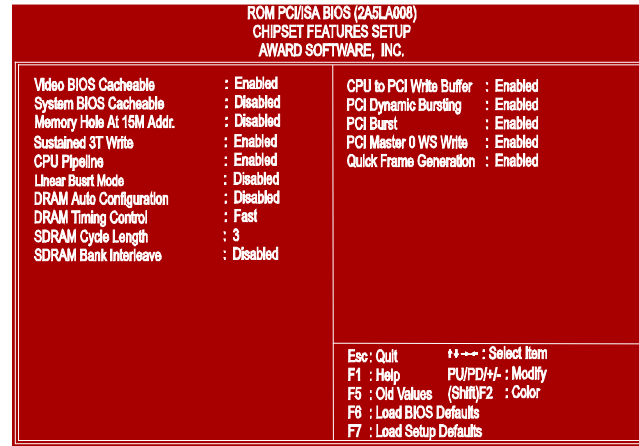 ROM PCI/ISA BIOS (2A5LA008)
CHIPSET FEATURES SETUP
AWARD SOFTWARE, INC.
Video BIOS Cacheable : Enabled
System BIOS Cacheable : Disabled
Memory Hole At 15M Addr. : Disabled
Sustained 3T Write : Enabled
CPU Pipeline : Enabled
Linear Busrt Mode : Disabled
DRAM Auto Configuration : Disabled
DRAM Timing Control : Fast
SDRAM Cycle Length : 3
SDRAM Bank Interleave : Disabled
CPU to PCI Write Buffer : Enabled
PCI Dynamic Bursting : Enabled
PCI Burst : Enabled
PCI Master 0 WS Write : Enabled
Quick Frame Generation : Enabled
Esc : Quit ↑↓→← : Select Item
F1 : Help PU/PD/+/- : Modify
F5 : Old Values (Shift)F2 : Color
F6 : Load BIOS Defaults
F7 : Load Setup Defaults